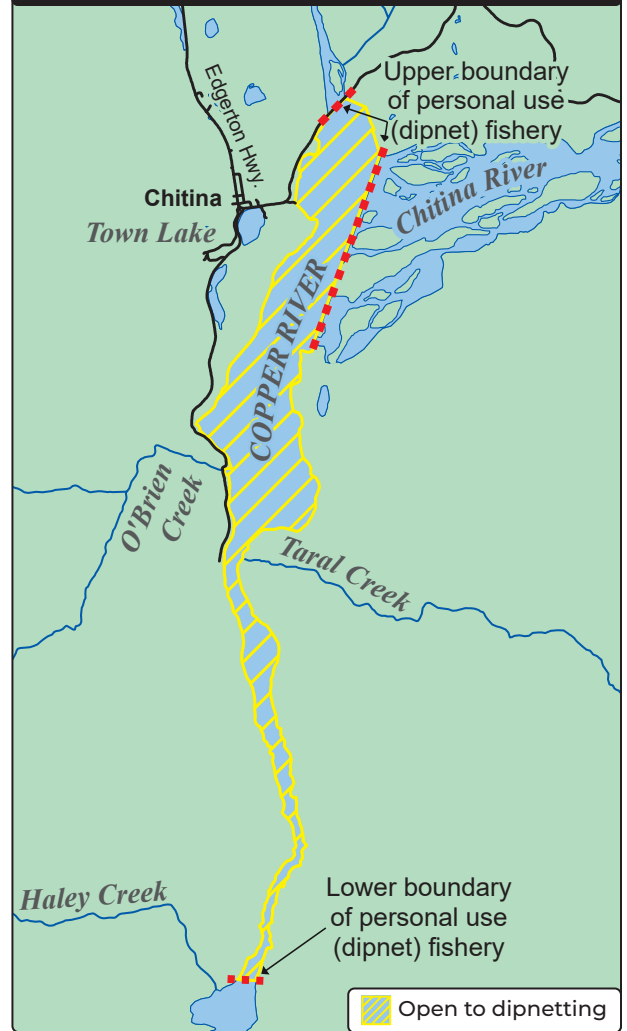 Upper boundary
of personal use
(dipnet) fishery
Edgerton Hwy.
Chitina
Town Lake
Chitina River
COPPER RIVER
O'Brien
Creek
Taral Creek
Haley Creek
Lower boundary
of personal use
(dipnet) fishery
Open to dipnetting